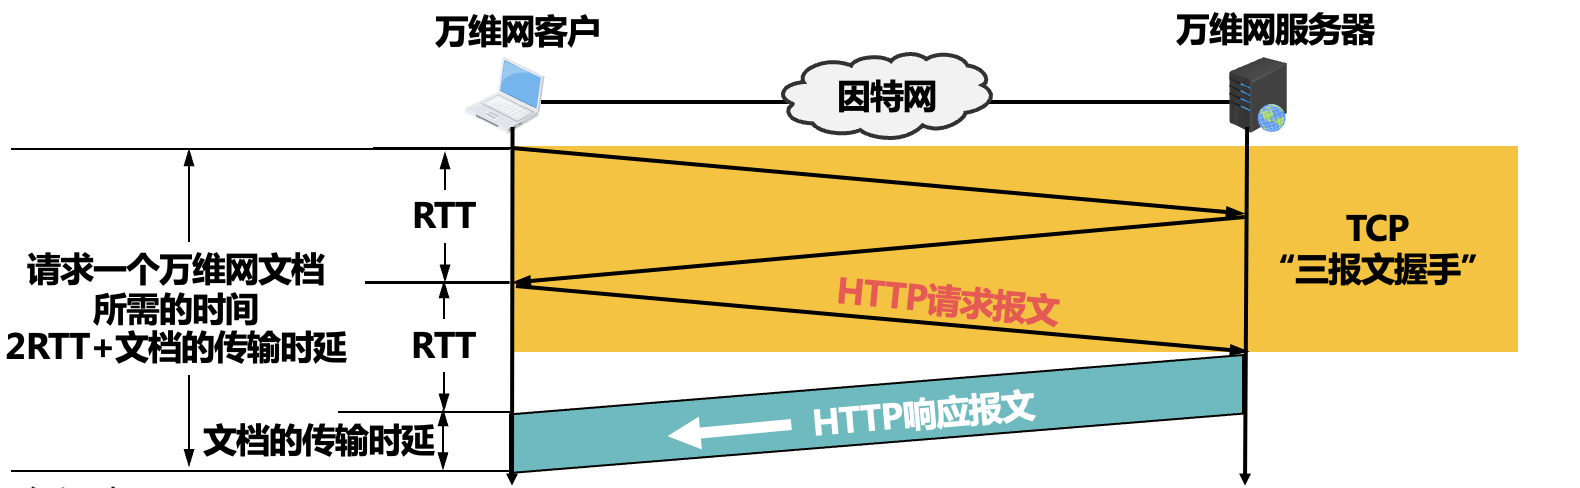 万维网客户
万维网服务器
因特网
RTT
TCP
“三报文握手”
请求一个万维网文档
所需的时间
2RTT+文档的传输时延
HTTP请求报文
RTT
HTTP响应报文
文档的传输时延